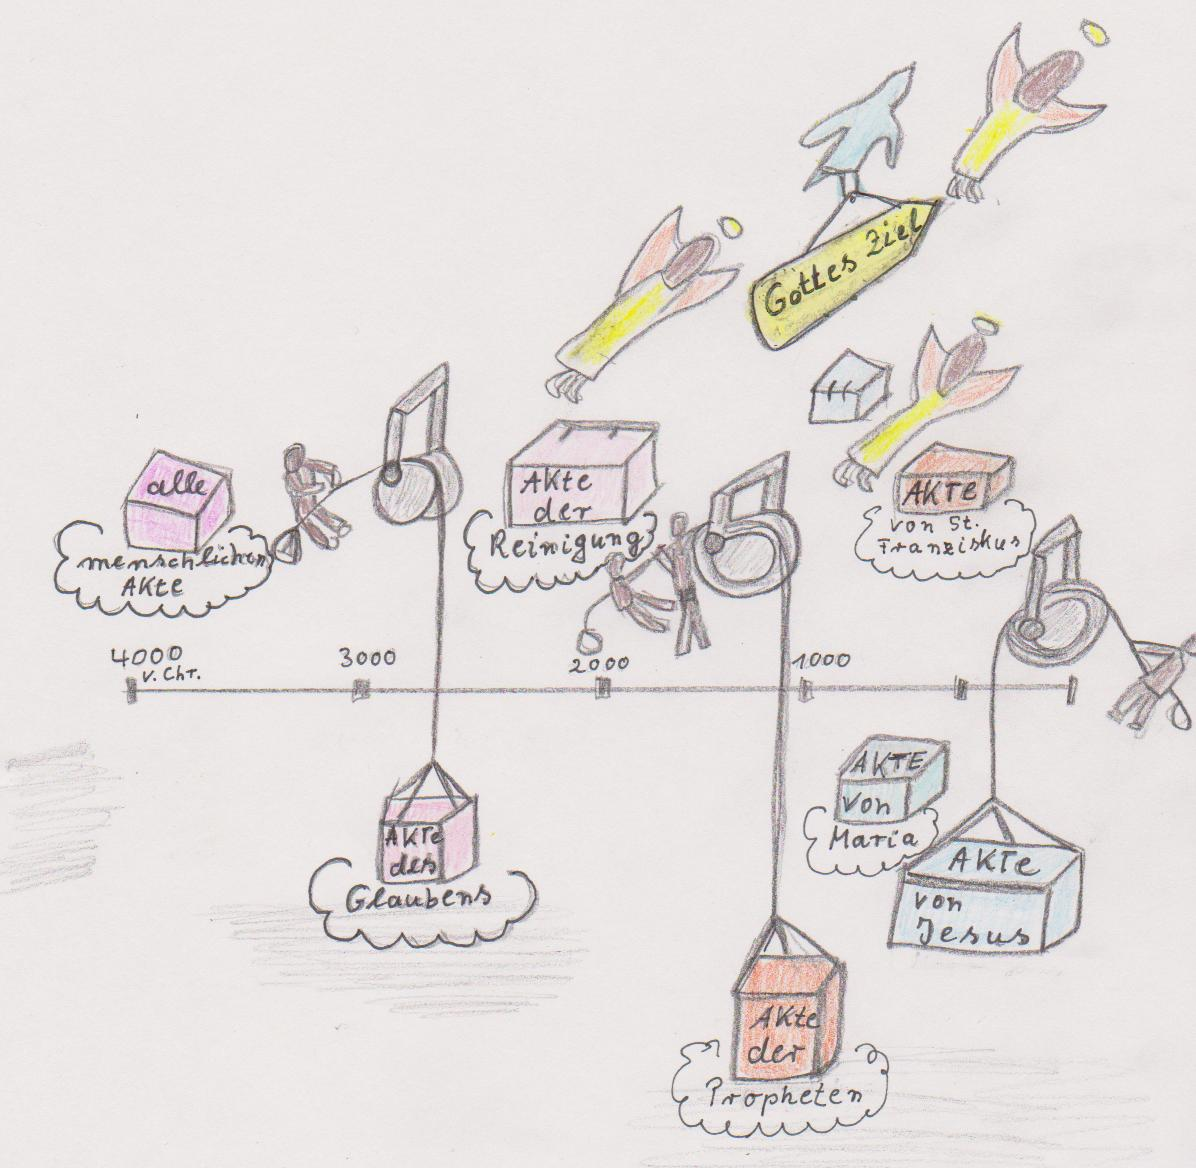 Gottes Ziel
alle
menschlichen
AKte
AKte
der
Reinigung
AKTE
von St.
Franziskus
4000
v. Chr.
3000
2000
1000
AKTe
des
Glaubens
AKTE
von
Maria
AKTe
von
Jesus
AKte
der
Propheten